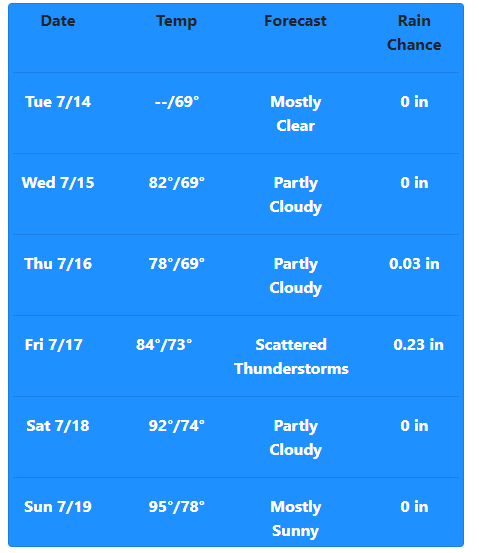 Date Temp Forecast Rain
Chance
Tue 7/14 --/69° Mostly 0 in
Clear
Wed 7/15 82°/69° Partly 0 in
Cloudy
Thu 7/16 78°/69° Partly 0.03 in
Cloudy
Fri 7/17 84°/73° Scattered 0.23 in
Thunderstorms
Sat 7/18 92°/74° Partly 0 in
Cloudy
Sun 7/19 95°/78° Mostly 0 in
Sunny